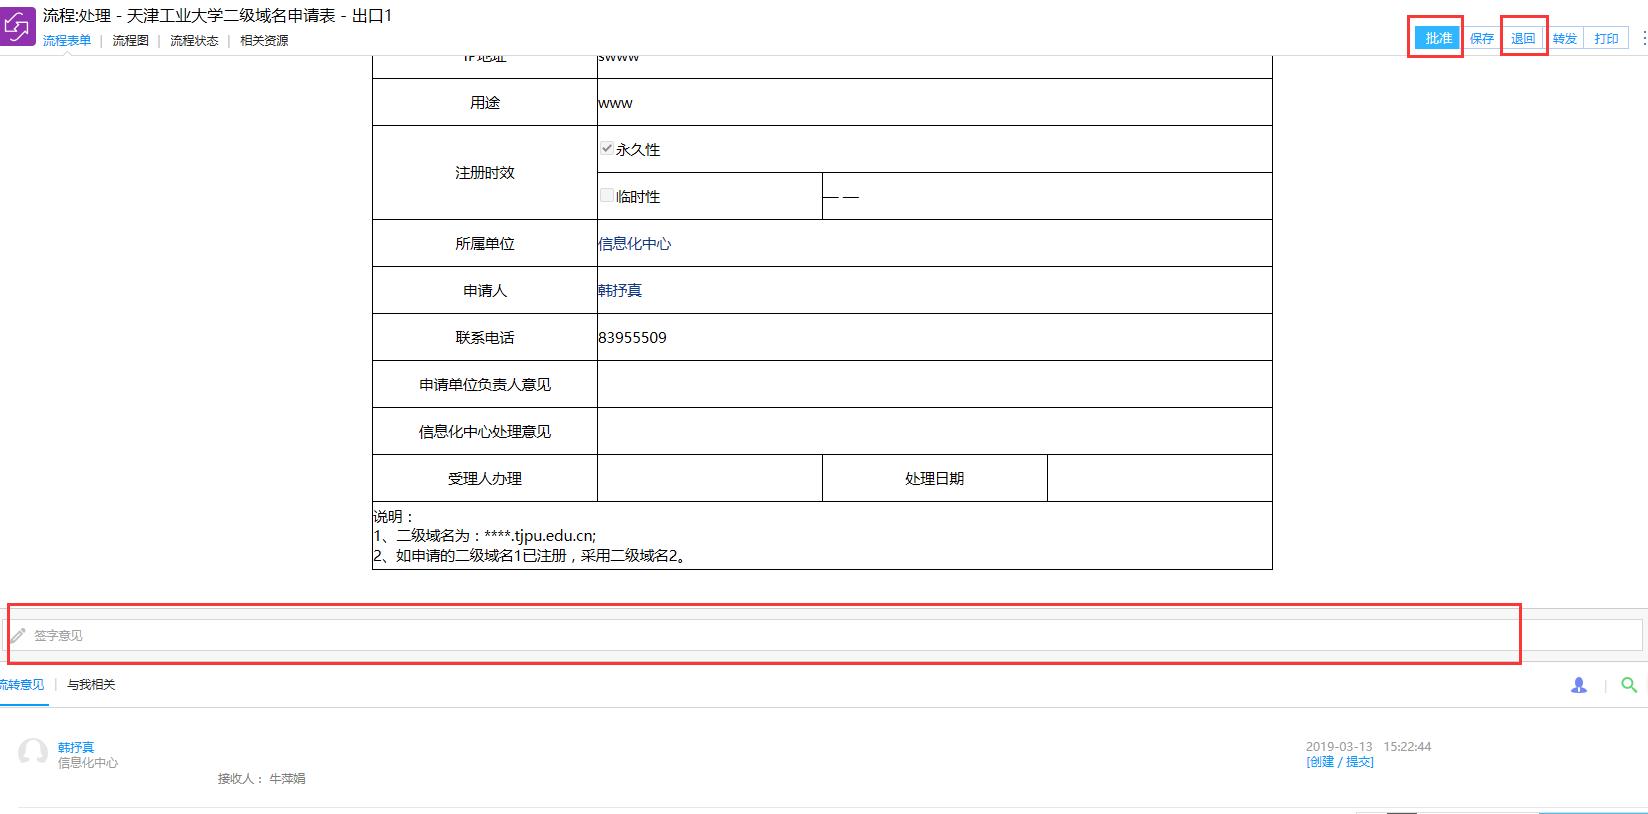 流程:处理 - 天津工业大学二级域名申请表 - 出口1
流程表单 | 流程图 | 流程状态 | 相关资源
批准 保存 退回 转发 打印
IP地址 swww
用途 www
注册时效 永久性
临时性 — —
所属单位 信息化中心
申请人 韩抒真
联系电话 83955509
申请单位负责人意见
信息化中心处理意见
受理人办理 处理日期
说明：
1、二级域名为：****.tjpu.edu.cn;
2、如申请的二级域名1已注册，采用二级域名2。
签字意见
流转意见 | 与我相关
韩抒真 2019-03-13 15:22:44
信息化中心 [创建 / 提交]
接收人： 牛萍娟